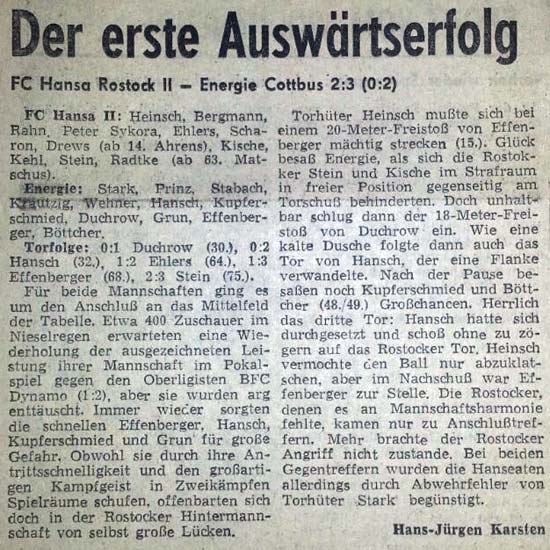 Der erste Auswärtserfolg
FC Hansa Rostock II – Energie Cottbus 2:3 (0:2)
FC Hansa II: Heinsch, Bergmann,
Rahn, Peter Sykora, Ehlers, Scha-
ron, Drews (ab 14. Ahrens), Kische,
Kehl, Stein, Radtke (ab 63. Mat-
schus).
Energie: Stark, Prinz, Stabach,
Krautzig, Wehner, Hansch, Kupfer-
schmied, Duchrow, Grun, Effenber-
ger, Böttcher.
Torfolge: 0:1 Duchrow (30.), 0:2
Hansch (32.), 1:2 Ehlers (64.), 1:3
Effenberger (68.), 2:3 Stein (75.).
Für beide Mannschaften ging es
um den Anschluß an das Mittelfeld
der Tabelle. Etwa 400 Zuschauer im
Nieselregen erwarteten eine Wie-
derholung der ausgezeichneten Lei-
stung ihrer Mannschaft im Pokal-
spiel gegen den Oberligisten BFC
Dynamo (1:2), aber sie wurden arg
enttäuscht. Immer wieder sorgten
die schnellen Effenberger, Hansch,
Kupferschmied und Grun für große
Gefahr. Obwohl sie durch ihre An-
trittsschnelligkeit und den großarti-
gen Kampfgeist in Zweikämpfen
Spielräume schufen, offenbarten sich
doch in der Rostocker Hintermann-
schaft von selbst große Lücken.
Torhüter Heinsch mußte sich bei
einem 20-Meter-Freistoß von Effen-
berger mächtig strecken (15.). Glück
besaß Energie, als sich die Rostok-
ker Stein und Kische im Strafraum
in freier Position gegenseitig am
Torschuß behinderten. Doch unhalt-
bar schlug dann der 18-Meter-Frei-
stoß von Duchrow ein. Wie eine
kalte Dusche folgte dann auch das
Tor von Hansch, der eine Flanke
verwandelte. Nach der Pause be-
saßen noch Kupferschmied und Bött-
cher (48./49.) Großchancen. Herrlich
das dritte Tor: Hansch hatte sich
durchgesetzt und schoß ohne zu zö-
gern auf das Rostocker Tor, Heinsch
vermochte den Ball nur abzuklat-
schen, aber im Nachschuß war Ef-
fenberger zur Stelle. Die Rostocker,
denen es an Mannschaftsharmonie
fehlte, kamen nur zu Anschlußtref-
fern. Mehr brachte der Rostocker
Angriff nicht zustande. Bei beiden
Gegentreffern wurden die Hanseaten
allerdings durch Abwehrfehler von
Torhüter Stark begünstigt.
Hans-Jürgen Karsten